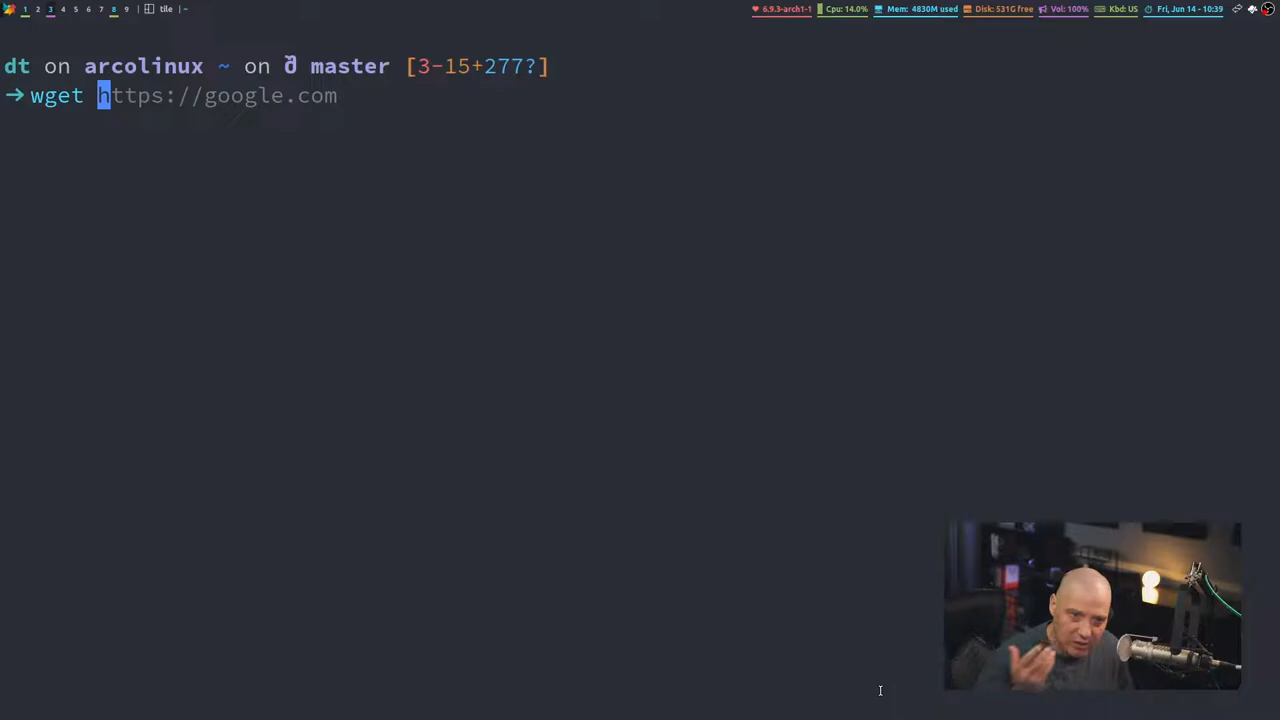 1 2 3 4 5 6 7 8 9 | tile | ~ 6.9.3-arch1-1 Cpu: 14.0% Mem: 4830M used Disk: 531G free Vol: 100% Kbd: US Fri, Jun 14 - 10:39
dt on arcolinux ~ on ð master [3-15+277?]
→ wget https://google.com